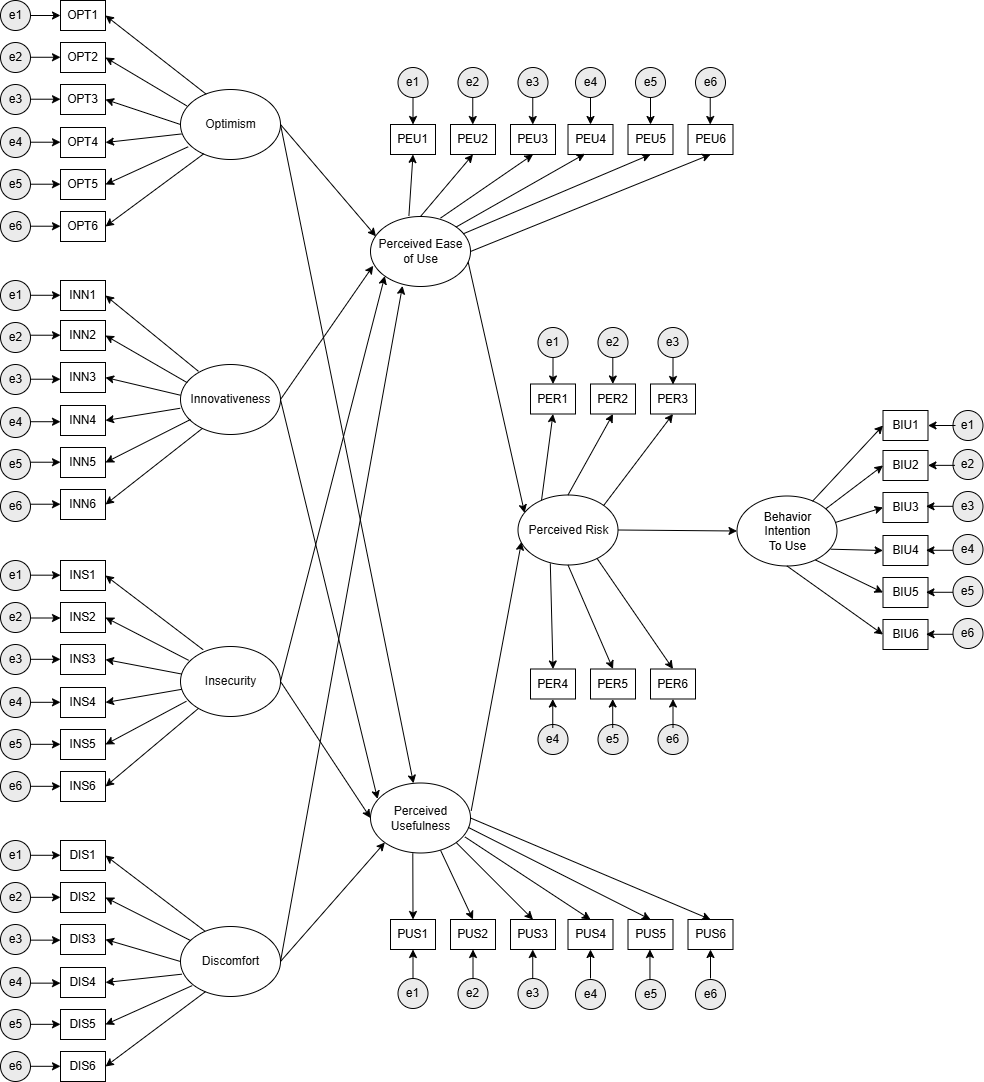 e1 OPT1
e2 OPT2
e3 OPT3
e4 OPT4
e5 OPT5
e6 OPT6
Optimism
e1 e2 e3 e4 e5 e6
PEU1 PEU2 PEU3 PEU4 PEU5 PEU6
Perceived Ease
of Use
e1 INN1
e2 INN2
e3 INN3
e4 INN4
e5 INN5
e6 INN6
Innovativeness
e1 e2 e3
PER1 PER2 PER3
Perceived Risk
PER4 PER5 PER6
e4 e5 e6
Behavior
Intention
To Use
BIU1 e1
BIU2 e2
BIU3 e3
BIU4 e4
BIU5 e5
BIU6 e6
e1 INS1
e2 INS2
e3 INS3
e4 INS4
e5 INS5
e6 INS6
Insecurity
Perceived
Usefulness
PUS1 PUS2 PUS3 PUS4 PUS5 PUS6
e1 e2 e3 e4 e5 e6
e1 DIS1
e2 DIS2
e3 DIS3
e4 DIS4
e5 DIS5
e6 DIS6
Discomfort